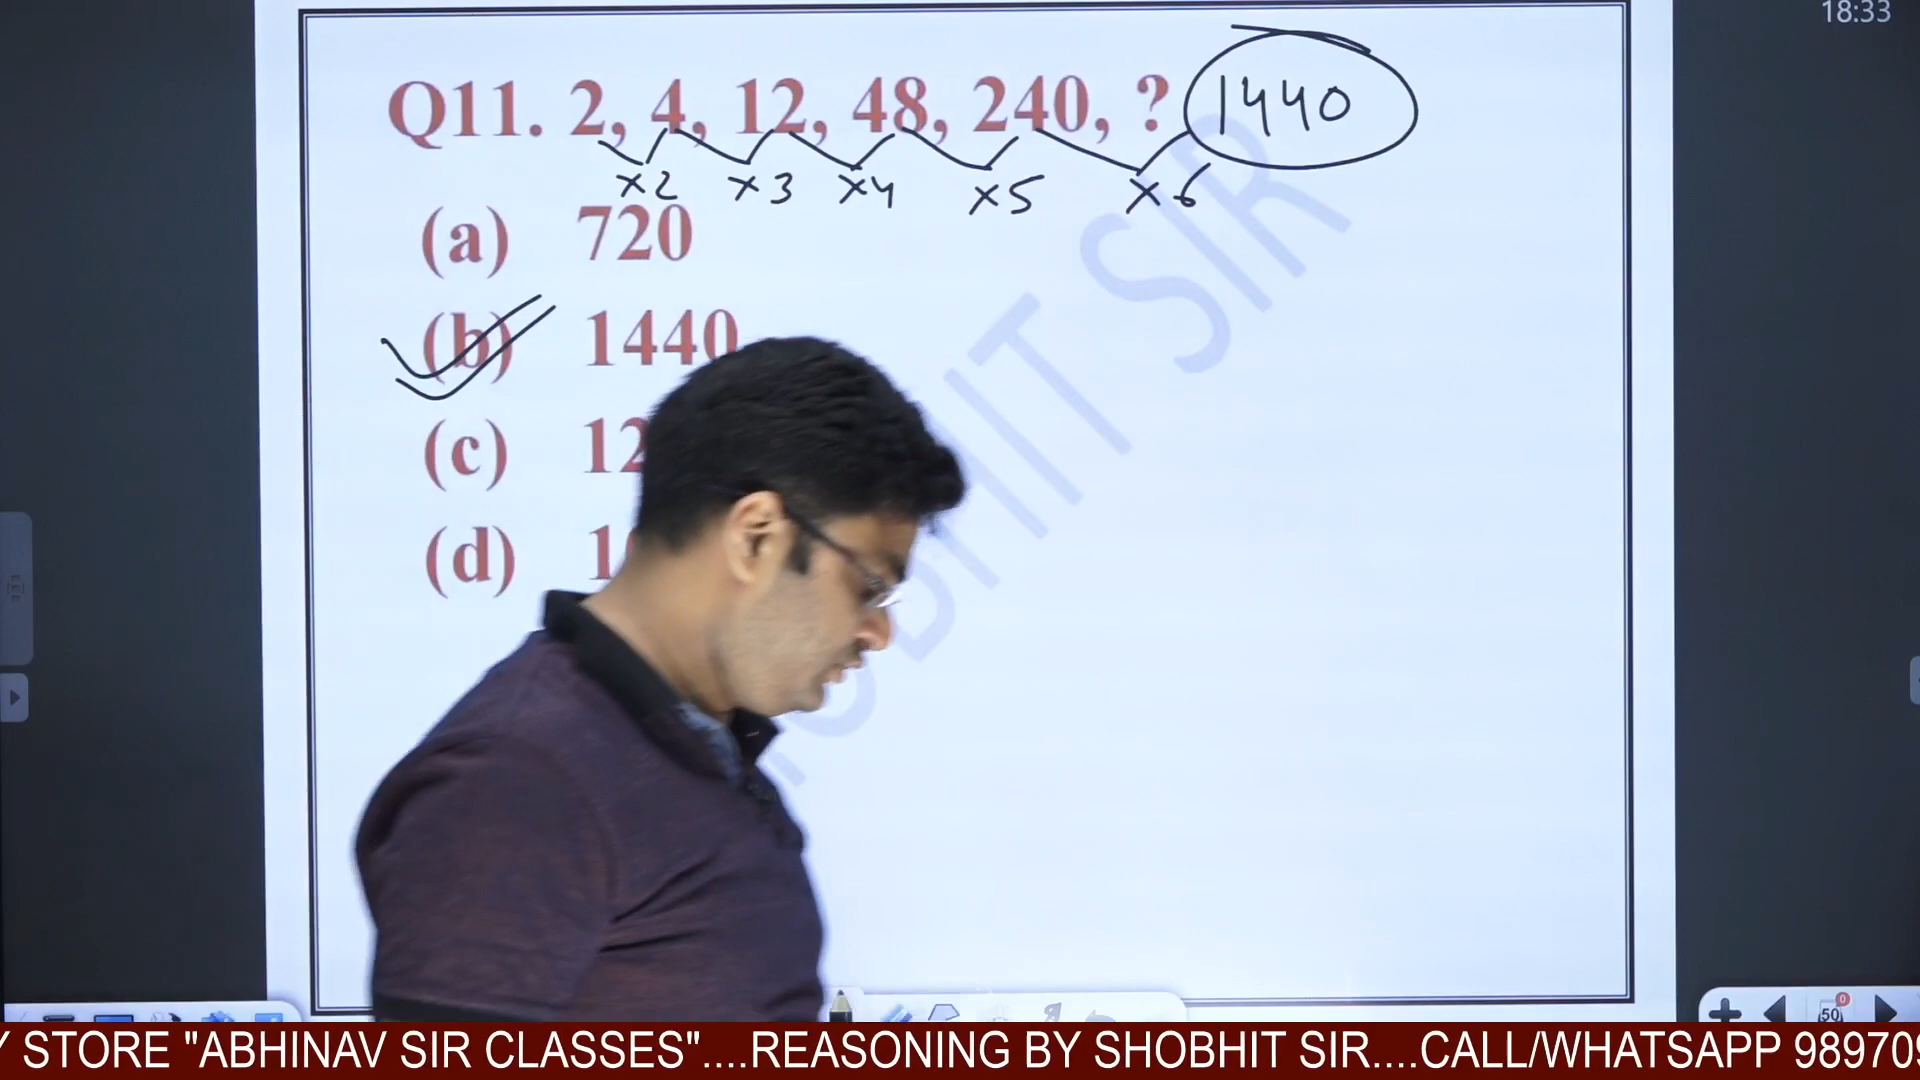 18:33
Q11. 2, 4, 12, 48, 240, ? 1440
×2 ×3 ×4 ×5 ×6
(a) 720
(b) 1440
(c) 12
(d) 1
SHOBHIT SIR
50
0
Y STORE "ABHINAV SIR CLASSES"....REASONING BY SHOBHIT SIR....CALL/WHATSAPP 98970